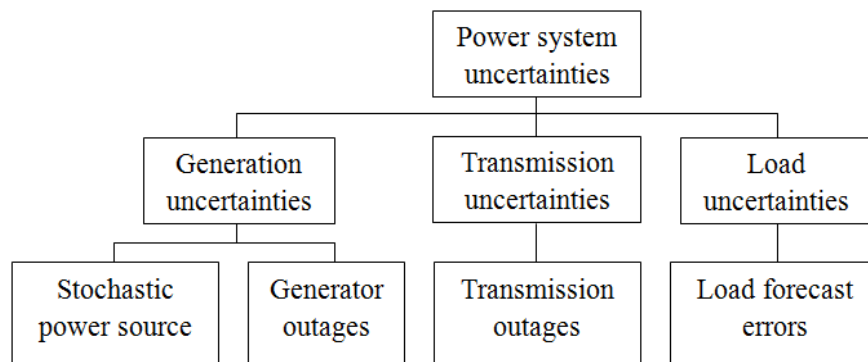 Power system
uncertainties
Generation
uncertainties
Transmission
uncertainties
Load
uncertainties
Stochastic
power source
Generator
outages
Transmission
outages
Load forecast
errors